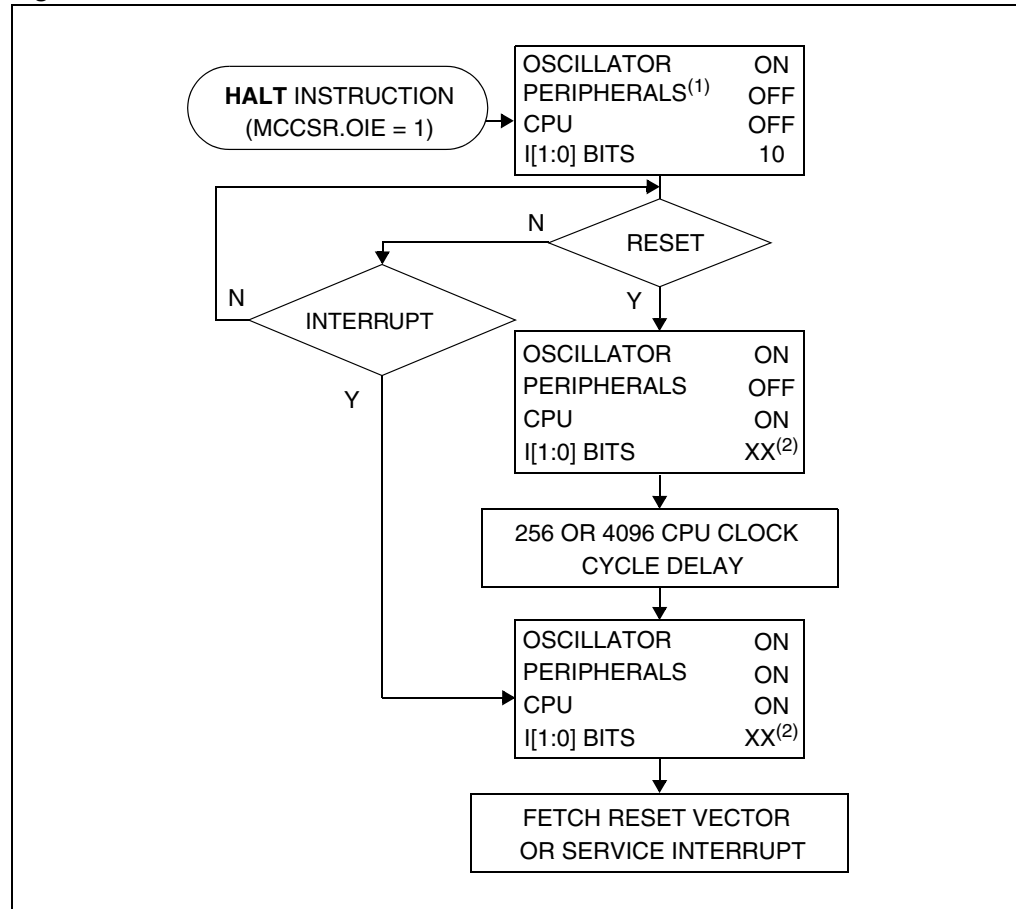 HALT INSTRUCTION
(MCCSR.OIE = 1)
OSCILLATOR ON
PERIPHERALS(1) OFF
CPU OFF
I[1:0] BITS 10
N
RESET
Y
N
INTERRUPT
Y
OSCILLATOR ON
PERIPHERALS OFF
CPU ON
I[1:0] BITS XX(2)
256 OR 4096 CPU CLOCK
CYCLE DELAY
OSCILLATOR ON
PERIPHERALS ON
CPU ON
I[1:0] BITS XX(2)
FETCH RESET VECTOR
OR SERVICE INTERRUPT